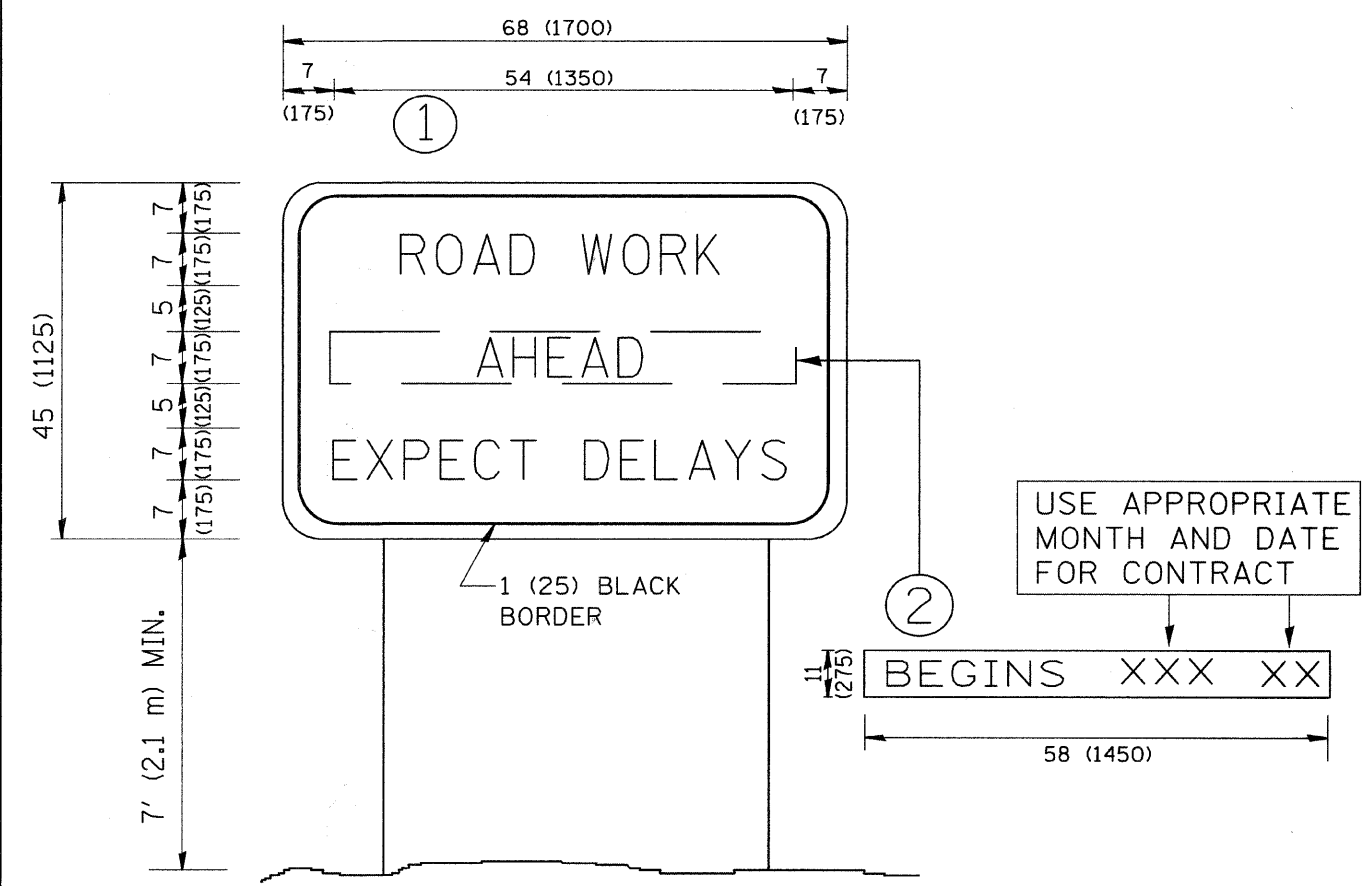 68 (1700)
7
54 (1350)
7
(175)
(175)
1
45 (1125)
7 (175)
7 (175)
5 (125)
7 (175)
5 (125)
7 (175)
7 (175)
ROAD WORK
AHEAD
EXPECT DELAYS
1 (25) BLACK
BORDER
7' (2.1 m) MIN.
2
USE APPROPRIATE
MONTH AND DATE
FOR CONTRACT
11
(275)
BEGINS XXX XX
58 (1450)